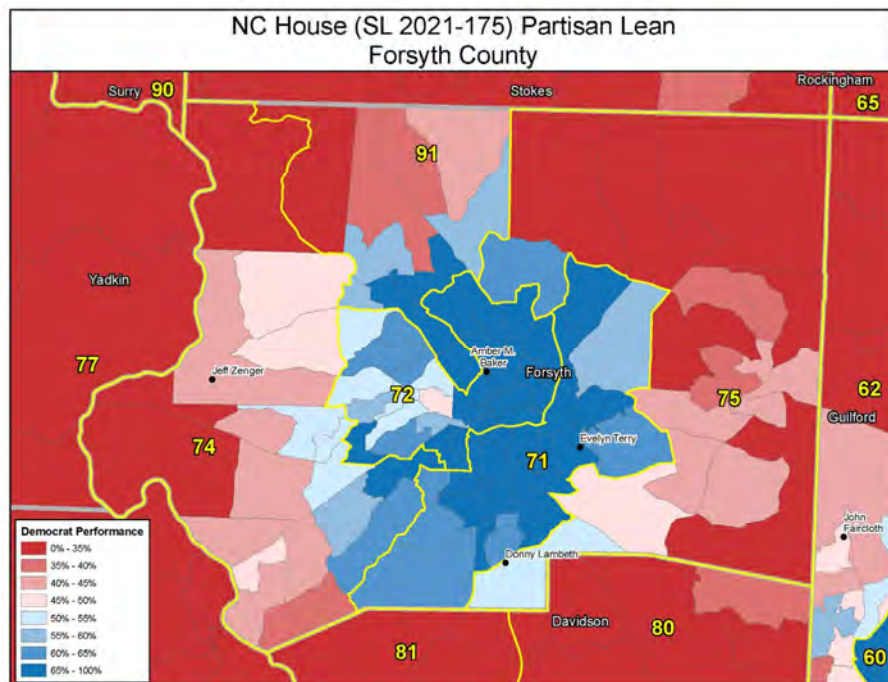 NC House (SL 2021-175) Partisan Lean
Forsyth County
Surry
90
Stokes
Rockingham
65
91
Yadkin
77
Jeff Zenger
Amber M.
Baker
Forsyth
72
75
62
Guilford
74
71
Evelyn Terry
John
Faircloth
Donny Lambeth
Davidson
80
81
60
Democrat Performance
0% - 35%
35% - 40%
40% - 45%
45% - 50%
50% - 55%
55% - 60%
60% - 65%
65% - 100%